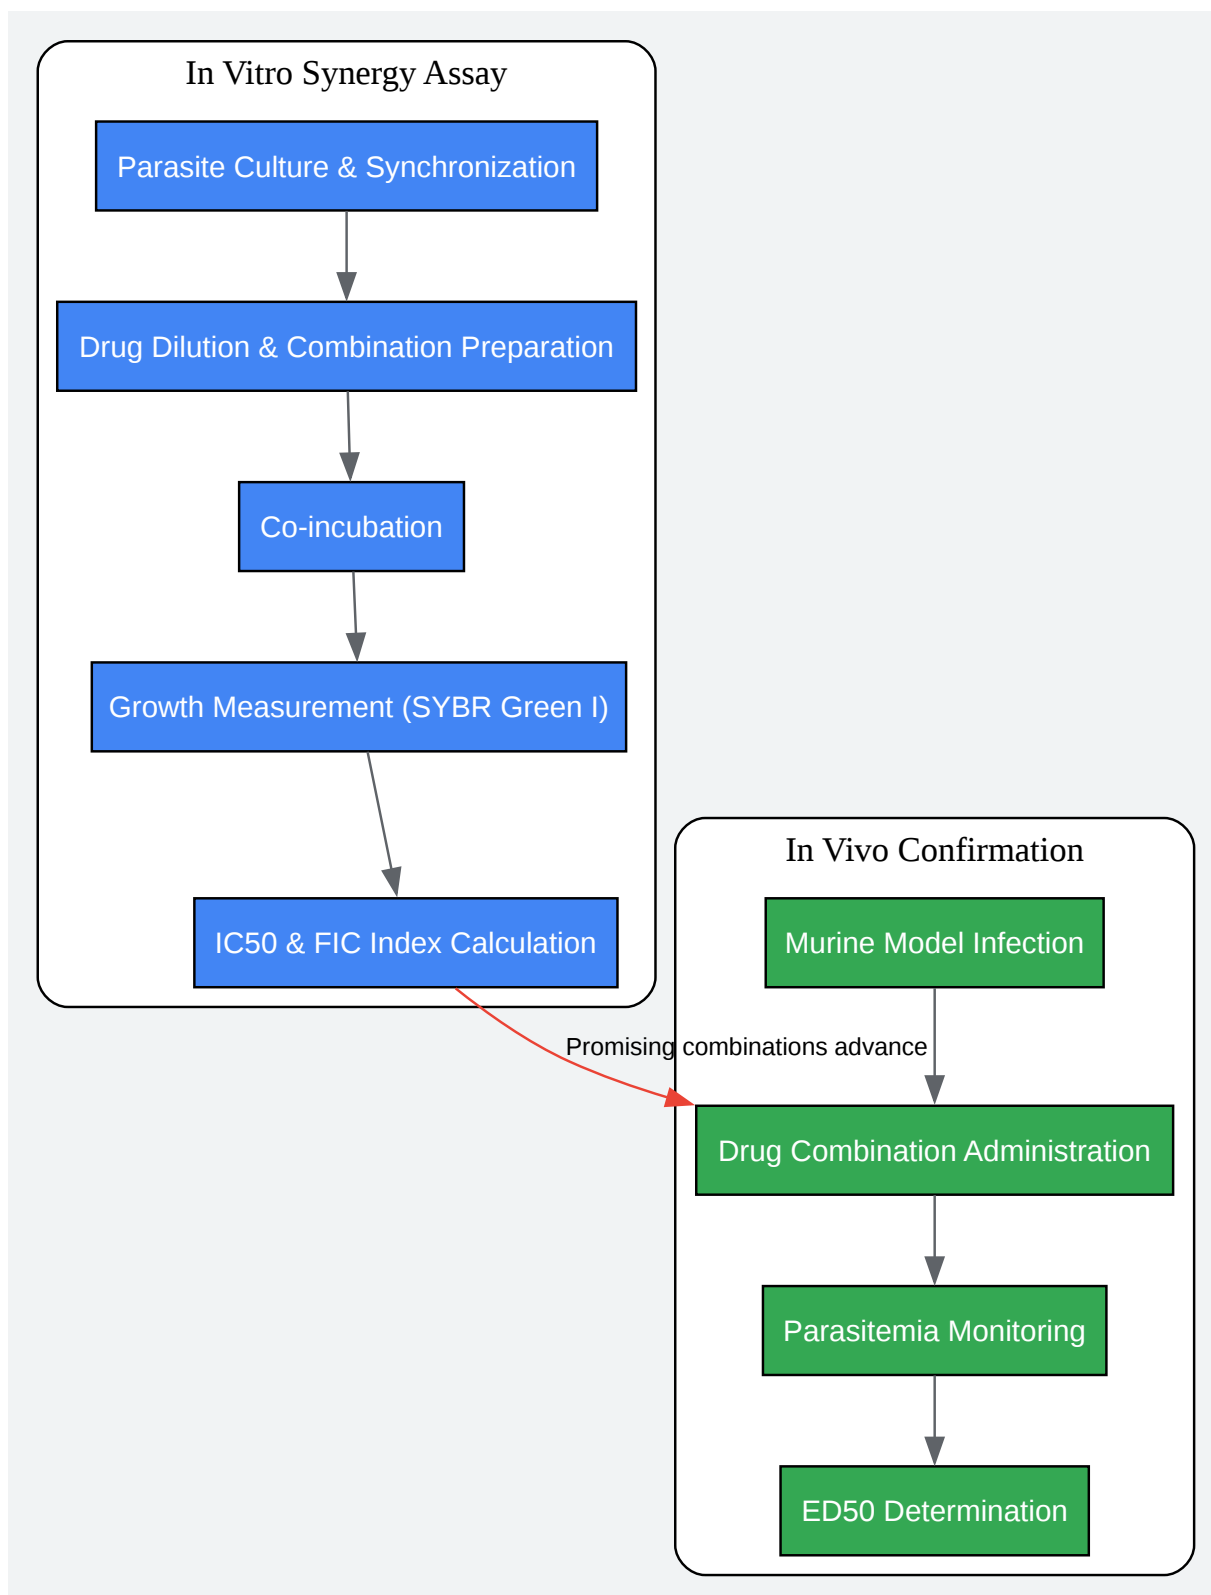 In Vitro Synergy Assay
Parasite Culture & Synchronization
Drug Dilution & Combination Preparation
Co-incubation
Growth Measurement (SYBR Green I)
IC50 & FIC Index Calculation
Promising combinations advance
In Vivo Confirmation
Murine Model Infection
Drug Combination Administration
Parasitemia Monitoring
ED50 Determination